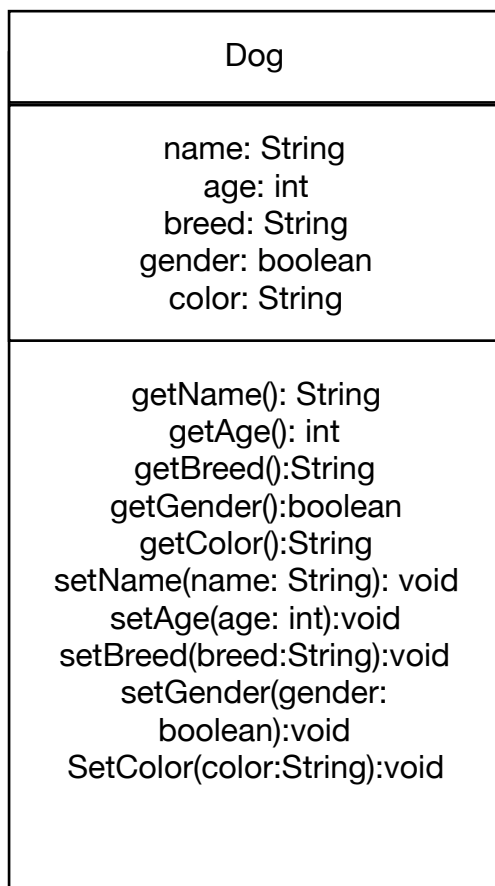 Dog
name: String
age: int
breed: String
gender: boolean
color: String
getName(): String
getAge(): int
getBreed():String
getGender():boolean
getColor():String
setName(name: String): void
setAge(age: int):void
setBreed(breed:String):void
setGender(gender:
boolean):void
SetColor(color:String):void